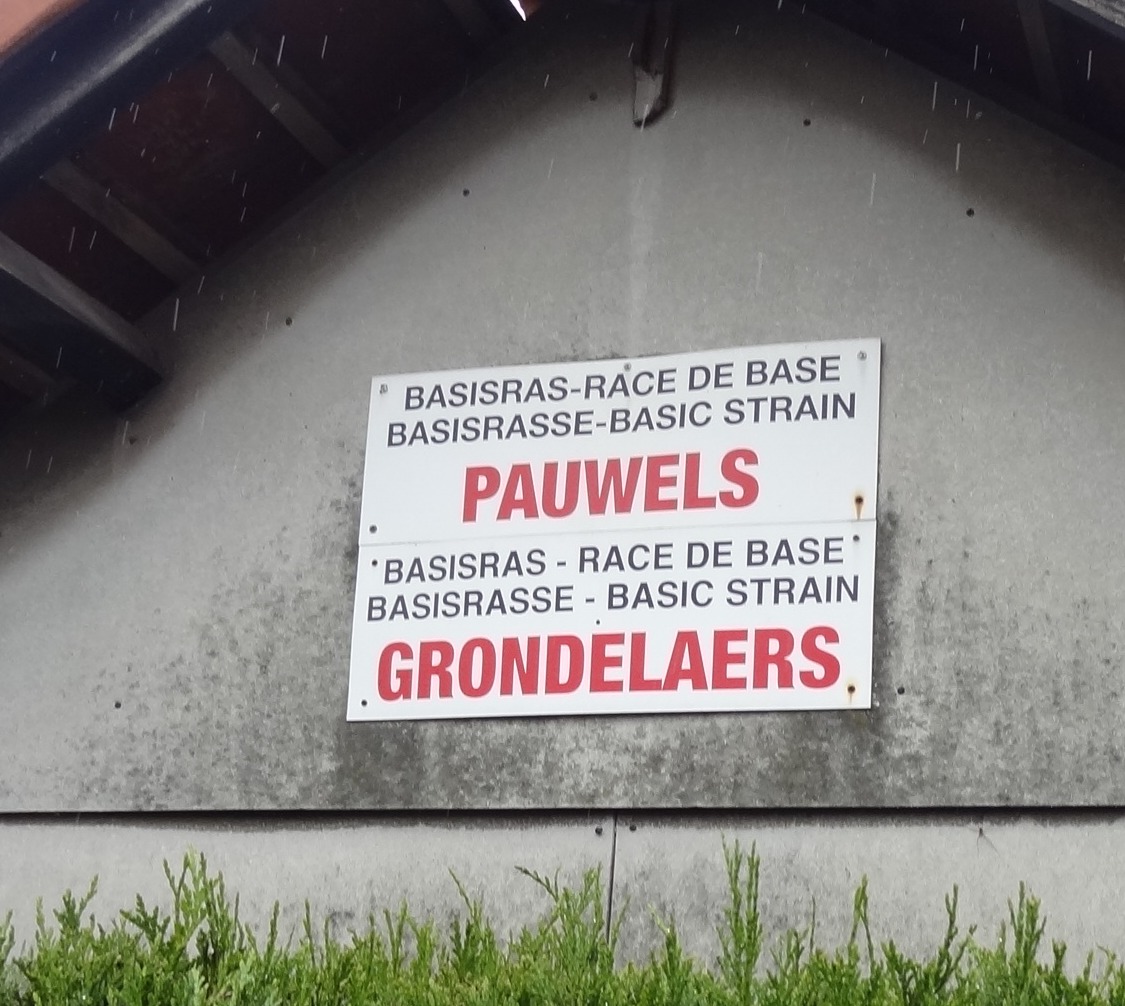 BASISRAS-RACE DE BASE
BASISRASSE-BASIC STRAIN
PAUWELS
BASISRAS - RACE DE BASE
BASISRASSE - BASIC STRAIN
GRONDELAERS